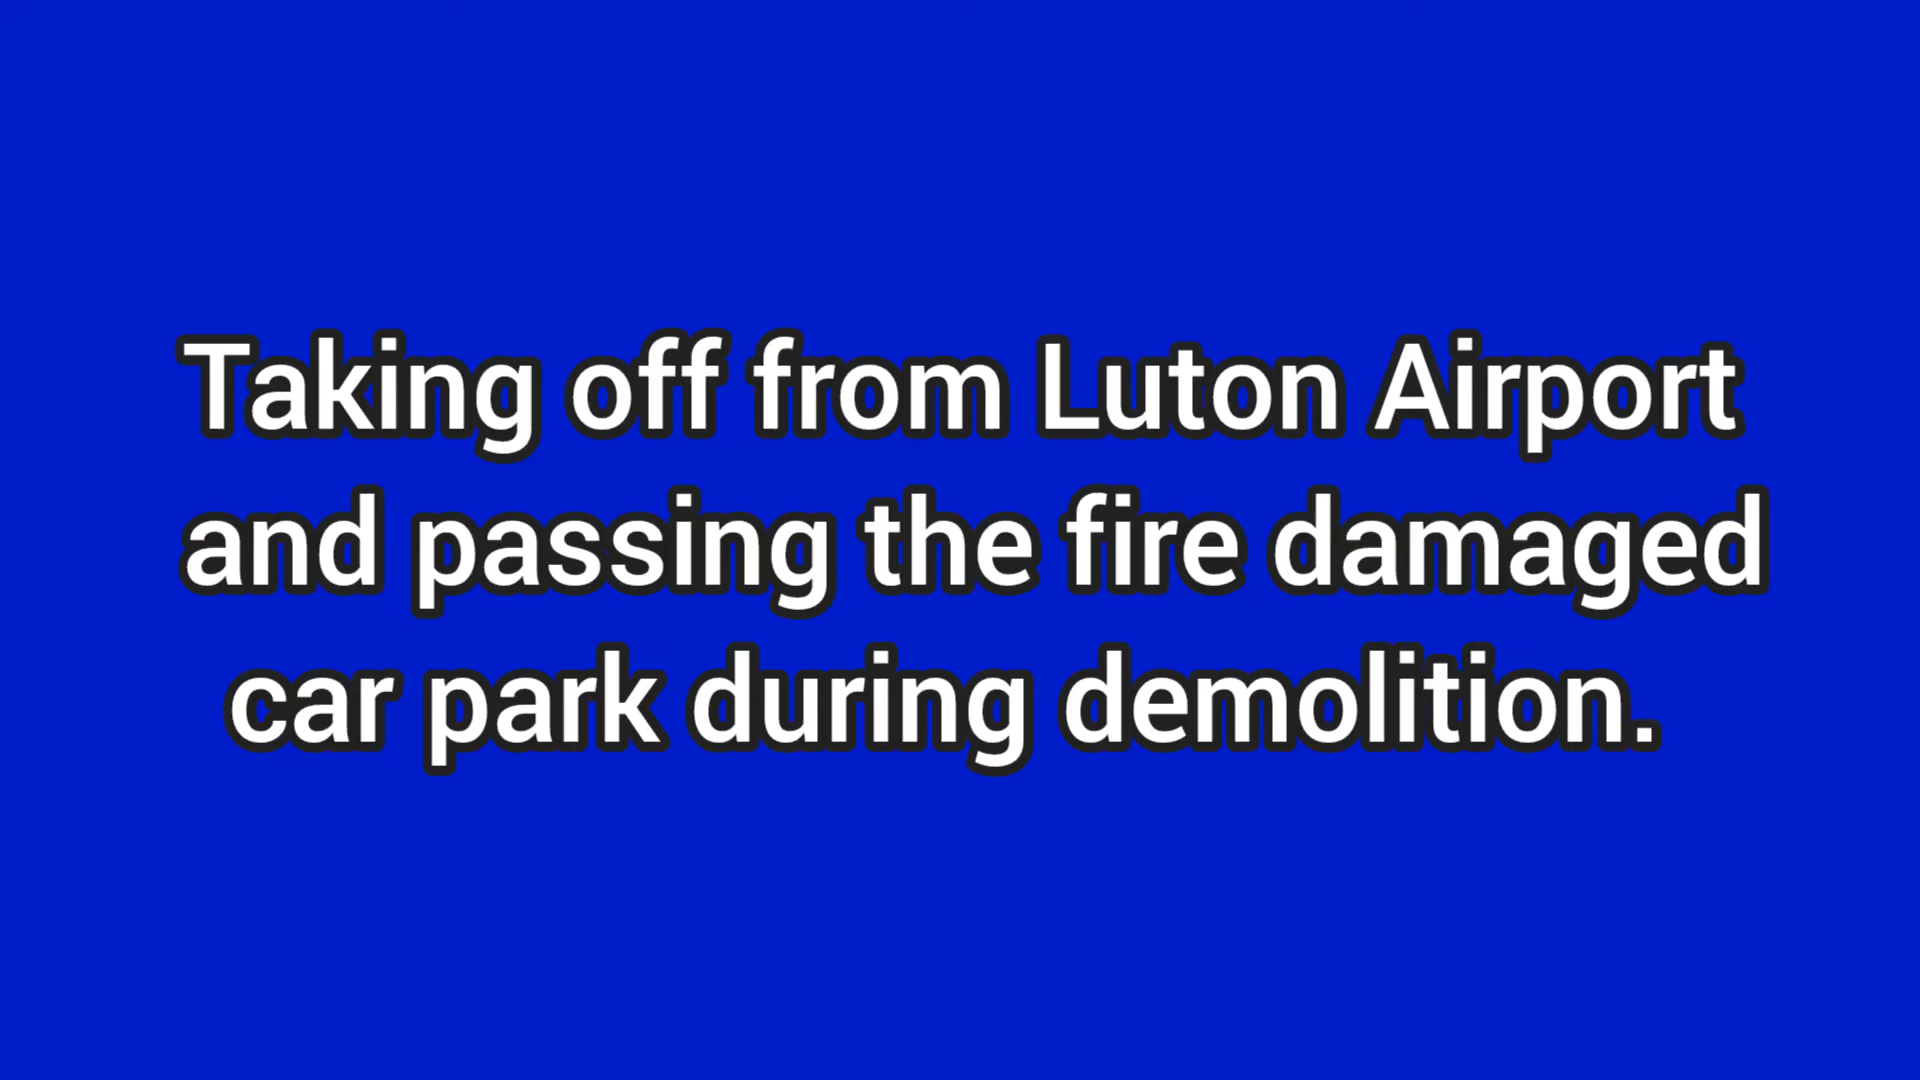 Taking off from Luton Airport
and passing the fire damaged
car park during demolition.